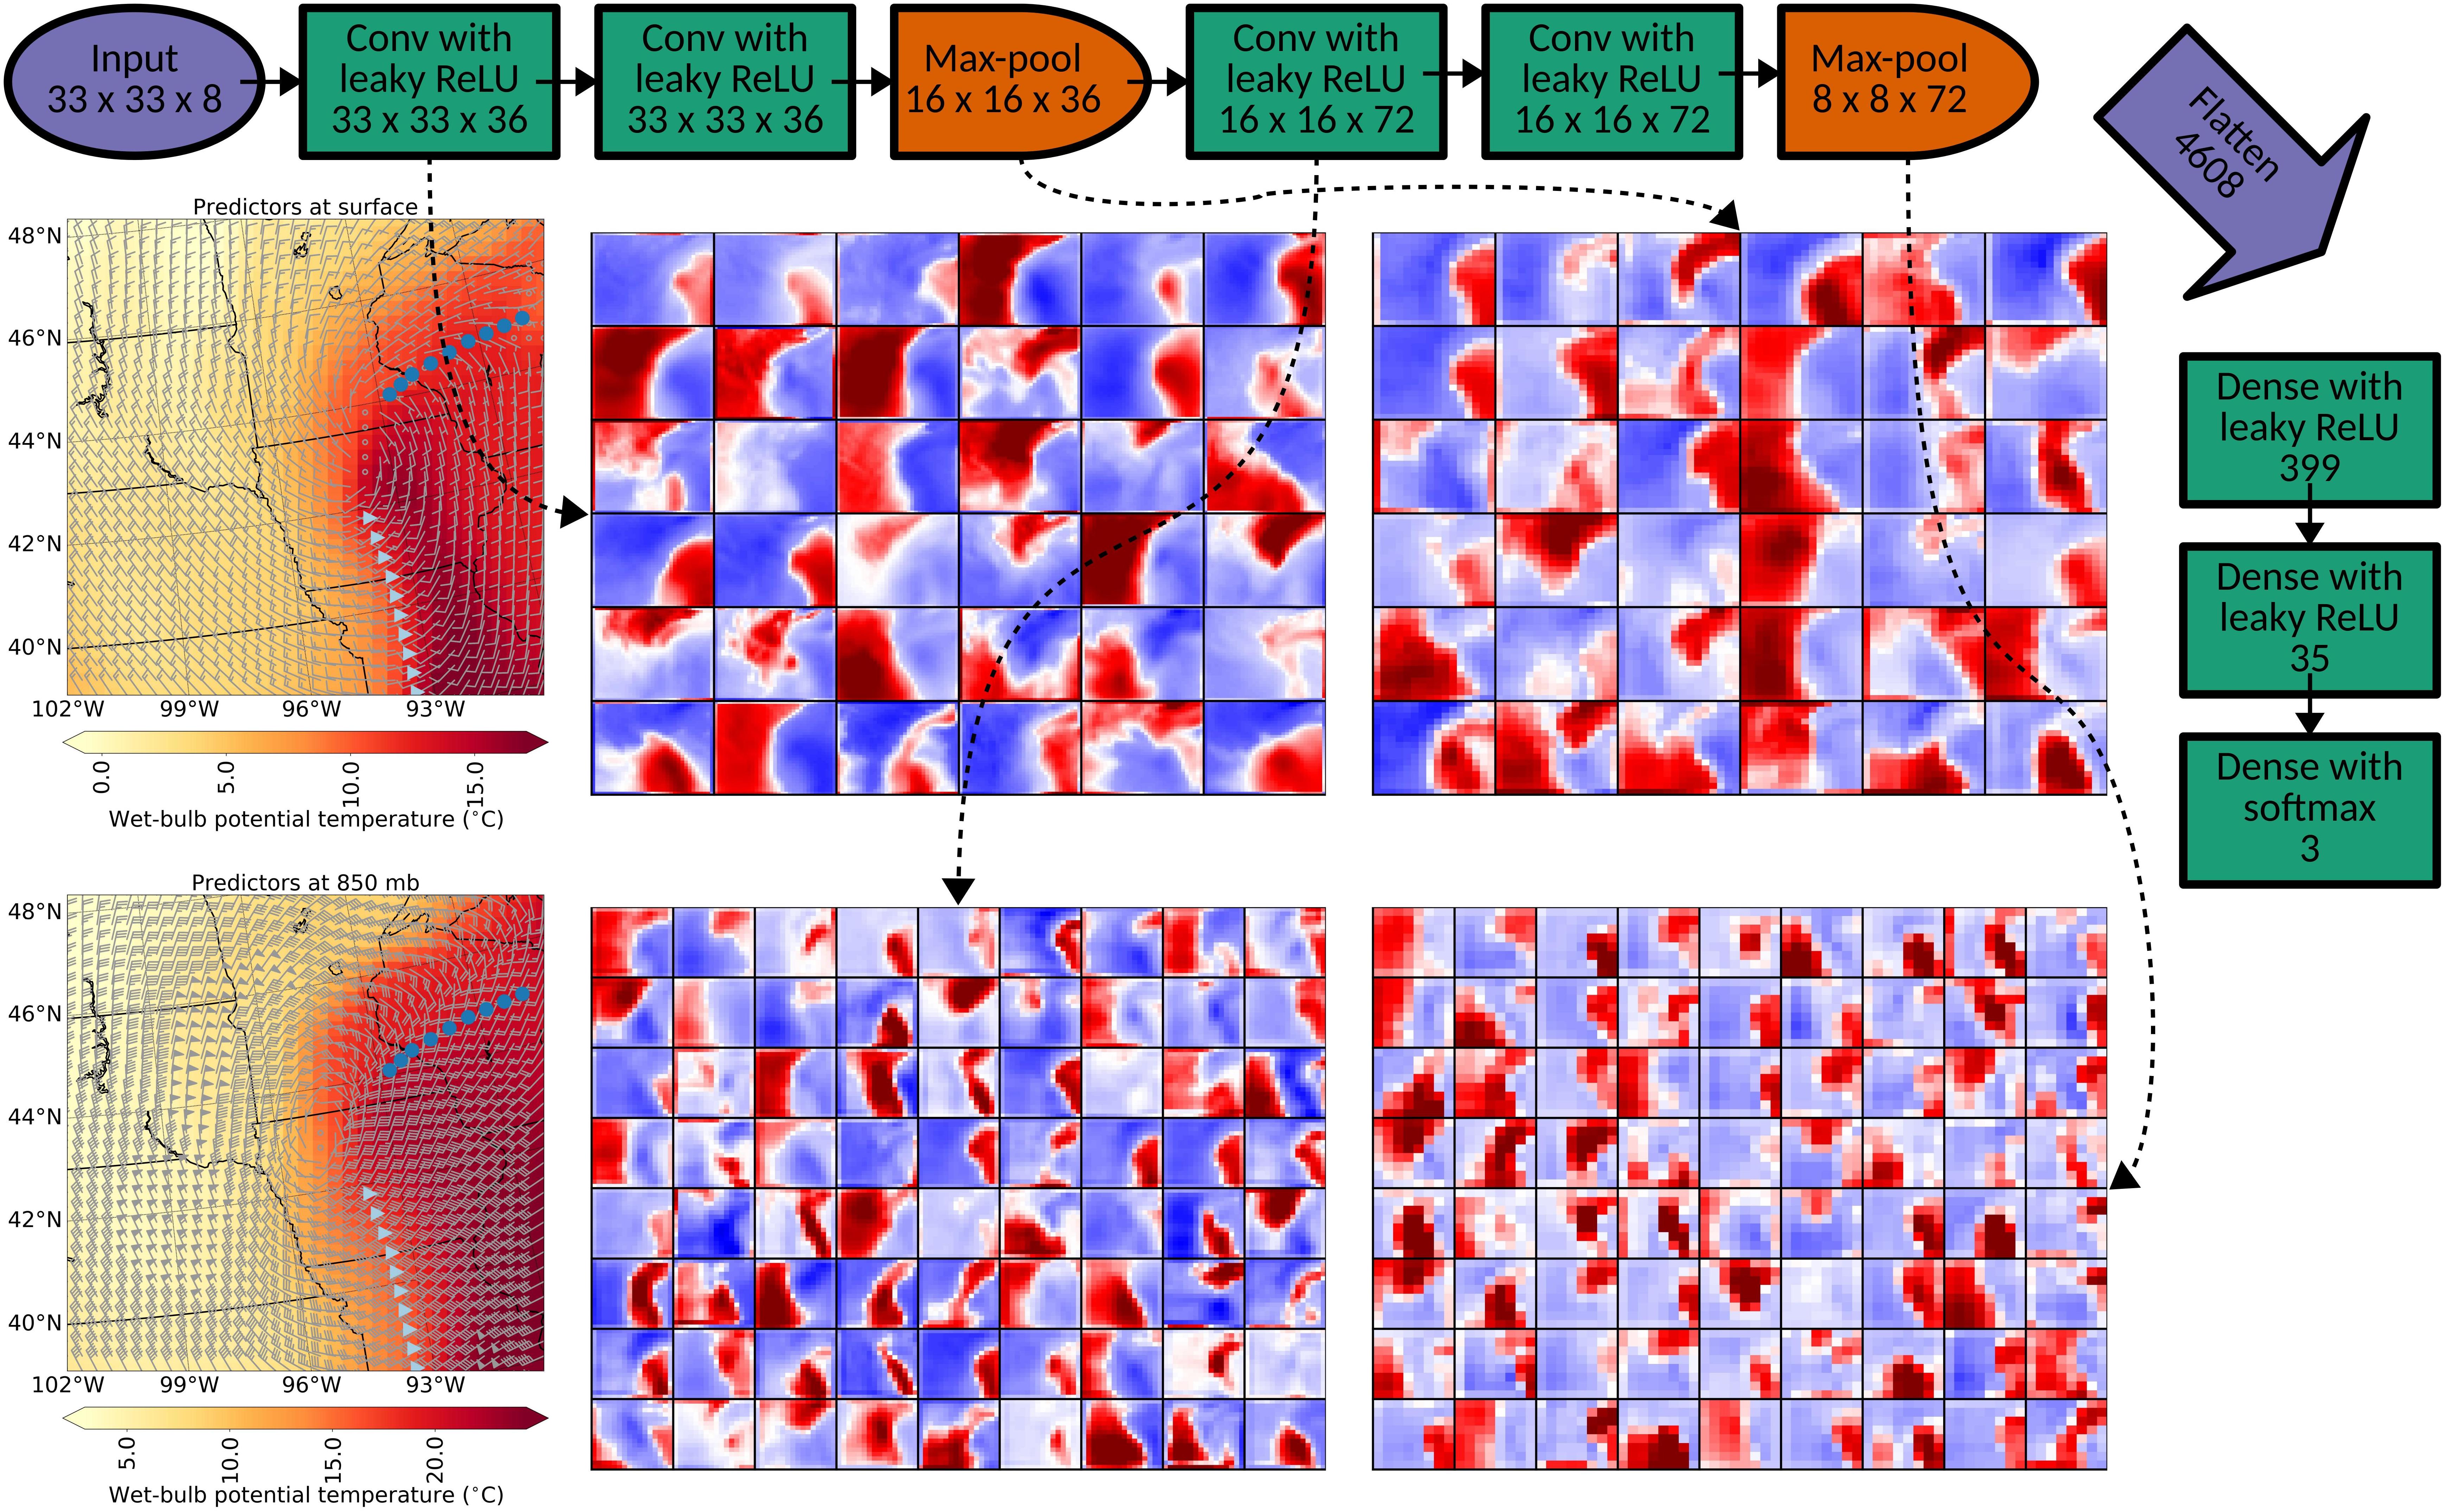 Input
33 x 33 x 8
Conv with
leaky ReLU
33 x 33 x 36
Conv with
leaky ReLU
33 x 33 x 36
Max-pool
16 x 16 x 36
Conv with
leaky ReLU
16 x 16 x 72
Conv with
leaky ReLU
16 x 16 x 72
Max-pool
8 x 8 x 72
Flatten
4608
Dense with
leaky ReLU
399
Dense with
leaky ReLU
35
Dense with
softmax
3
Predictors at surface
48°N
46°N
44°N
42°N
40°N
102°W 99°W 96°W 93°W
0.0 5.0 10.0 15.0
Wet-bulb potential temperature (°C)
Predictors at 850 mb
48°N
46°N
44°N
42°N
40°N
102°W 99°W 96°W 93°W
5.0 10.0 15.0 20.0
Wet-bulb potential temperature (°C)